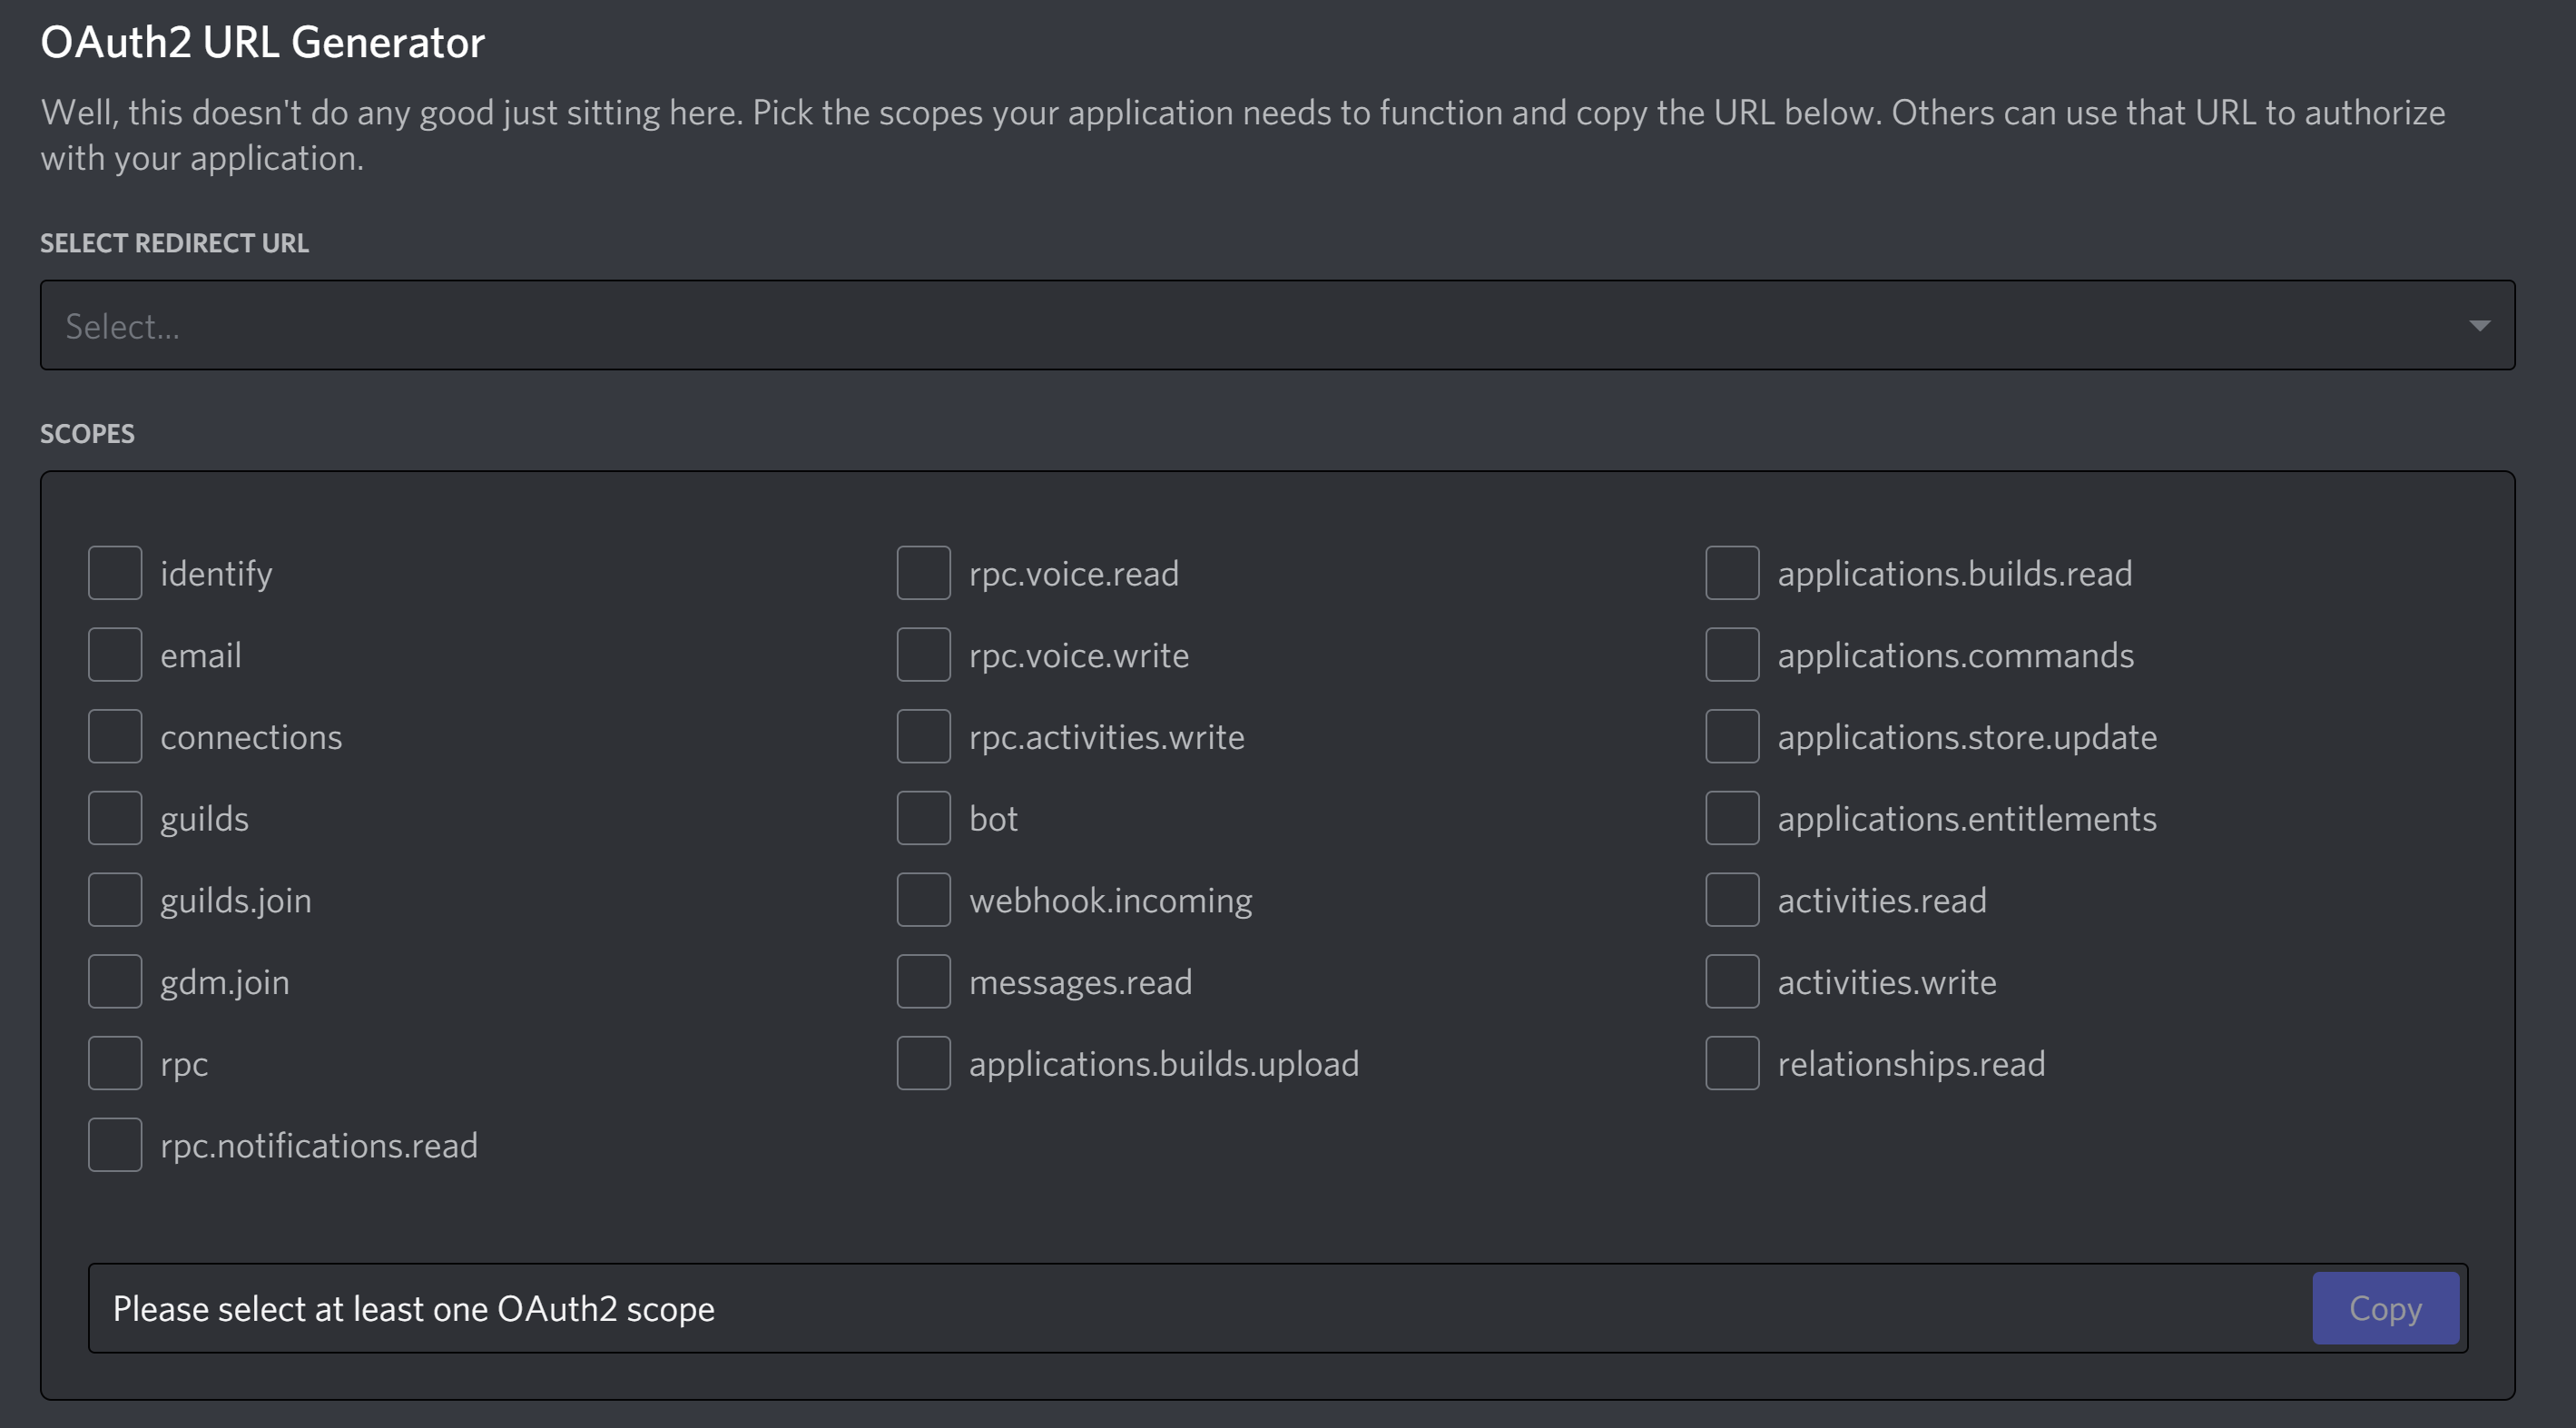 OAuth2 URL Generator
Well, this doesn't do any good just sitting here. Pick the scopes your application needs to function and copy the URL below. Others can use that URL to authorize
with your application.
SELECT REDIRECT URL
Select...
SCOPES
identify
email
connections
guilds
guilds.join
gdm.join
rpc
rpc.notifications.read
rpc.voice.read
rpc.voice.write
rpc.activities.write
bot
webhook.incoming
messages.read
applications.builds.upload
applications.builds.read
applications.commands
applications.store.update
applications.entitlements
activities.read
activities.write
relationships.read
Please select at least one OAuth2 scope
Copy